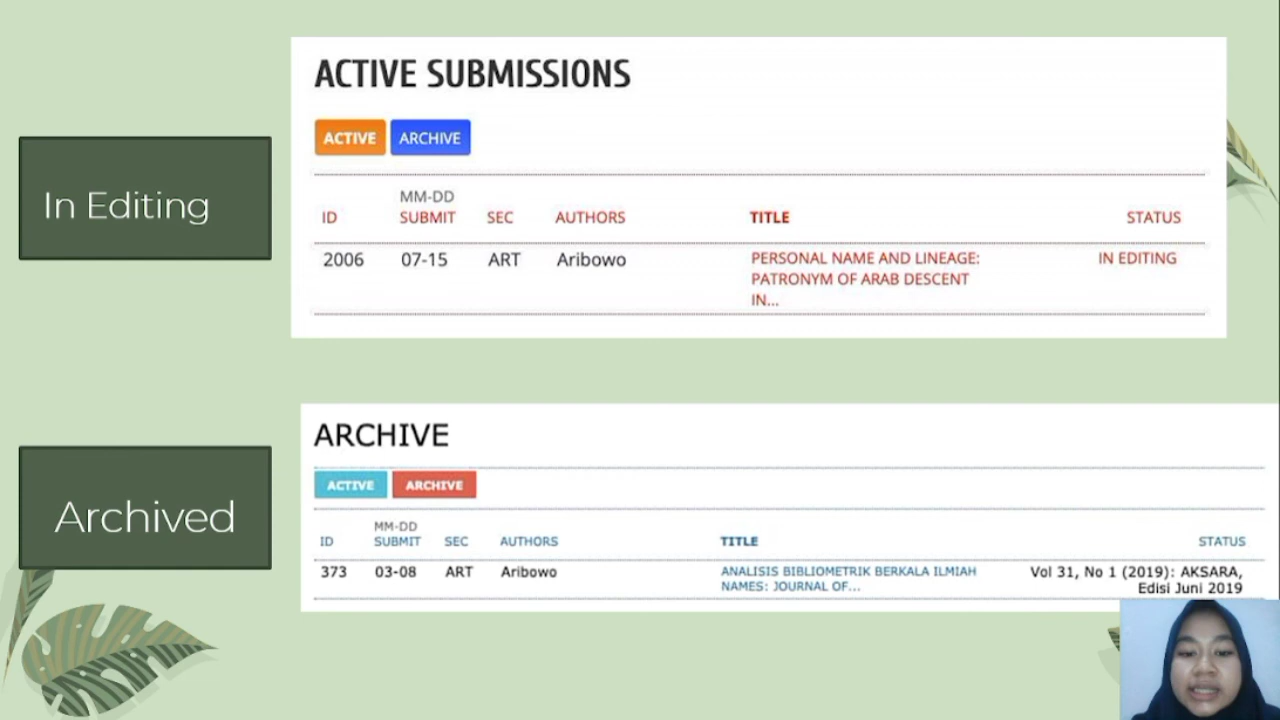 In Editing
ACTIVE SUBMISSIONS
ACTIVE ARCHIVE
MM-DD
ID SUBMIT SEC AUTHORS TITLE STATUS
2006 07-15 ART Aribowo PERSONAL NAME AND LINEAGE: IN EDITING
PATRONYM OF ARAB DESCENT
IN...
Archived
ARCHIVE
ACTIVE ARCHIVE
MM-DD
ID SUBMIT SEC AUTHORS TITLE STATUS
373 03-08 ART Aribowo ANALISIS BIBLIOMETRIK BERKALA ILMIAH Vol 31, No 1 (2019): AKSARA,
NAMES: JOURNAL OF... Edisi Juni 2019